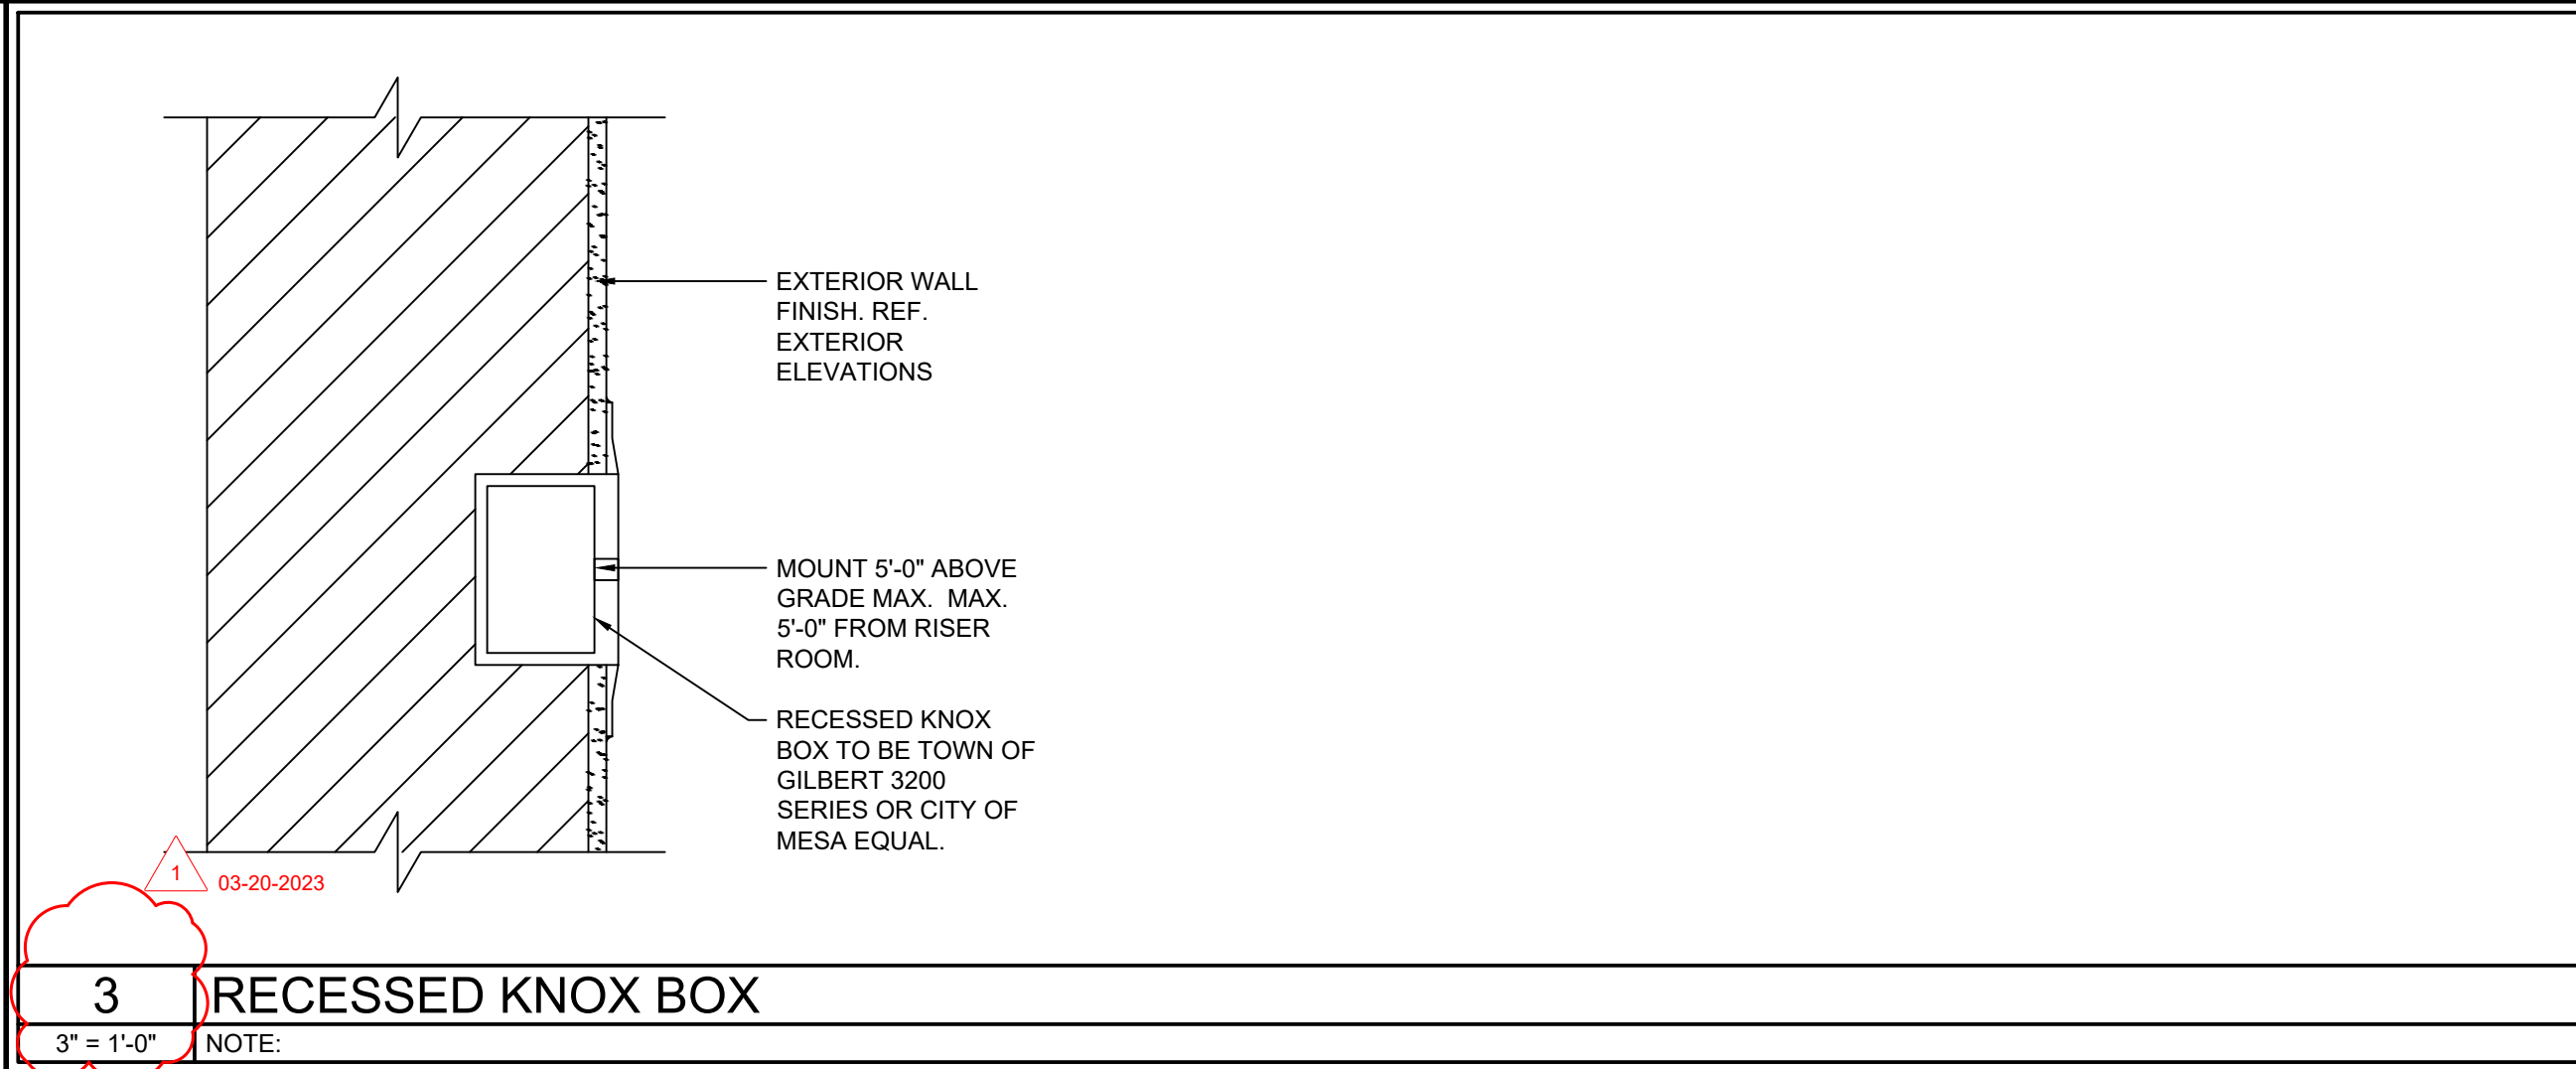 EXTERIOR WALL
FINISH. REF.
EXTERIOR
ELEVATIONS
MOUNT 5'-0" ABOVE
GRADE MAX.  MAX.
5'-0" FROM RISER
ROOM.
RECESSED KNOX
BOX TO BE TOWN OF
GILBERT 3200
SERIES OR CITY OF
MESA EQUAL.
1
03-20-2023
3
RECESSED KNOX BOX
3" = 1'-0"
NOTE: